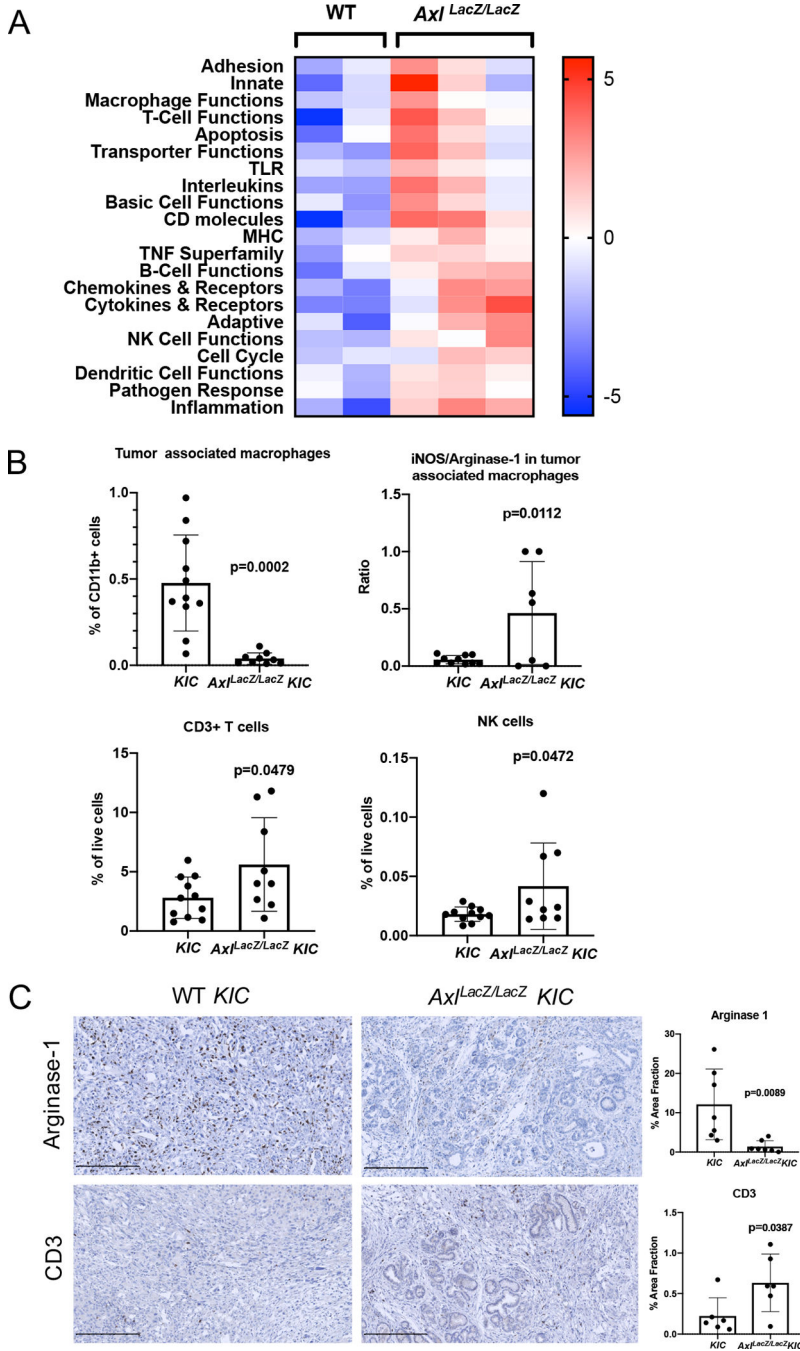 A
WT
Axl LacZ/LacZ
Adhesion
Innate
Macrophage Functions
T-Cell Functions
Apoptosis
Transporter Functions
TLR
Interleukins
Basic Cell Functions
CD molecules
MHC
TNF Superfamily
B-Cell Functions
Chemokines & Receptors
Cytokines & Receptors
Adaptive
NK Cell Functions
Cell Cycle
Dendritic Cell Functions
Pathogen Response
Inflammation
5
0
-5
B
Tumor associated macrophages
% of CD11b+ cells
1.0
0.5
0.0
p=0.0002
KIC
AxlLacZ/LacZ KIC
iNOS/Arginase-1 in tumor
associated macrophages
Ratio
1.5
1.0
0.5
0.0
p=0.0112
KIC
AxlLacZ/LacZ KIC
CD3+ T cells
% of live cells
15
10
5
0
p=0.0479
KIC
AxlLacZ/LacZ KIC
NK cells
% of live cells
0.15
0.10
0.05
0.00
p=0.0472
KIC
AxlLacZ/LacZ KIC
C
WT KIC
AxlLacZ/LacZ KIC
Arginase-1
CD3
Arginase 1
% Area Fraction
30
20
10
0
p=0.0089
KIC
AxlLacZ/LacZKIC
CD3
% Area Fraction
1.5
1.0
0.5
0.0
p=0.0387
KIC
AxlLacZ/LacZKIC